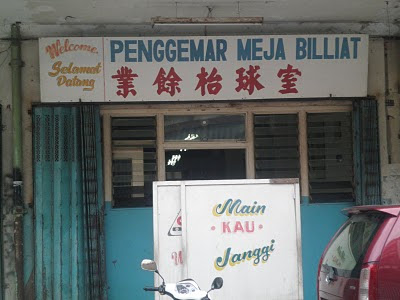 Welcome
Selamat
Datang
PENGGEMAR MEJA BILLIAT
業餘枱球室
Main
· KAU ·
Janggi